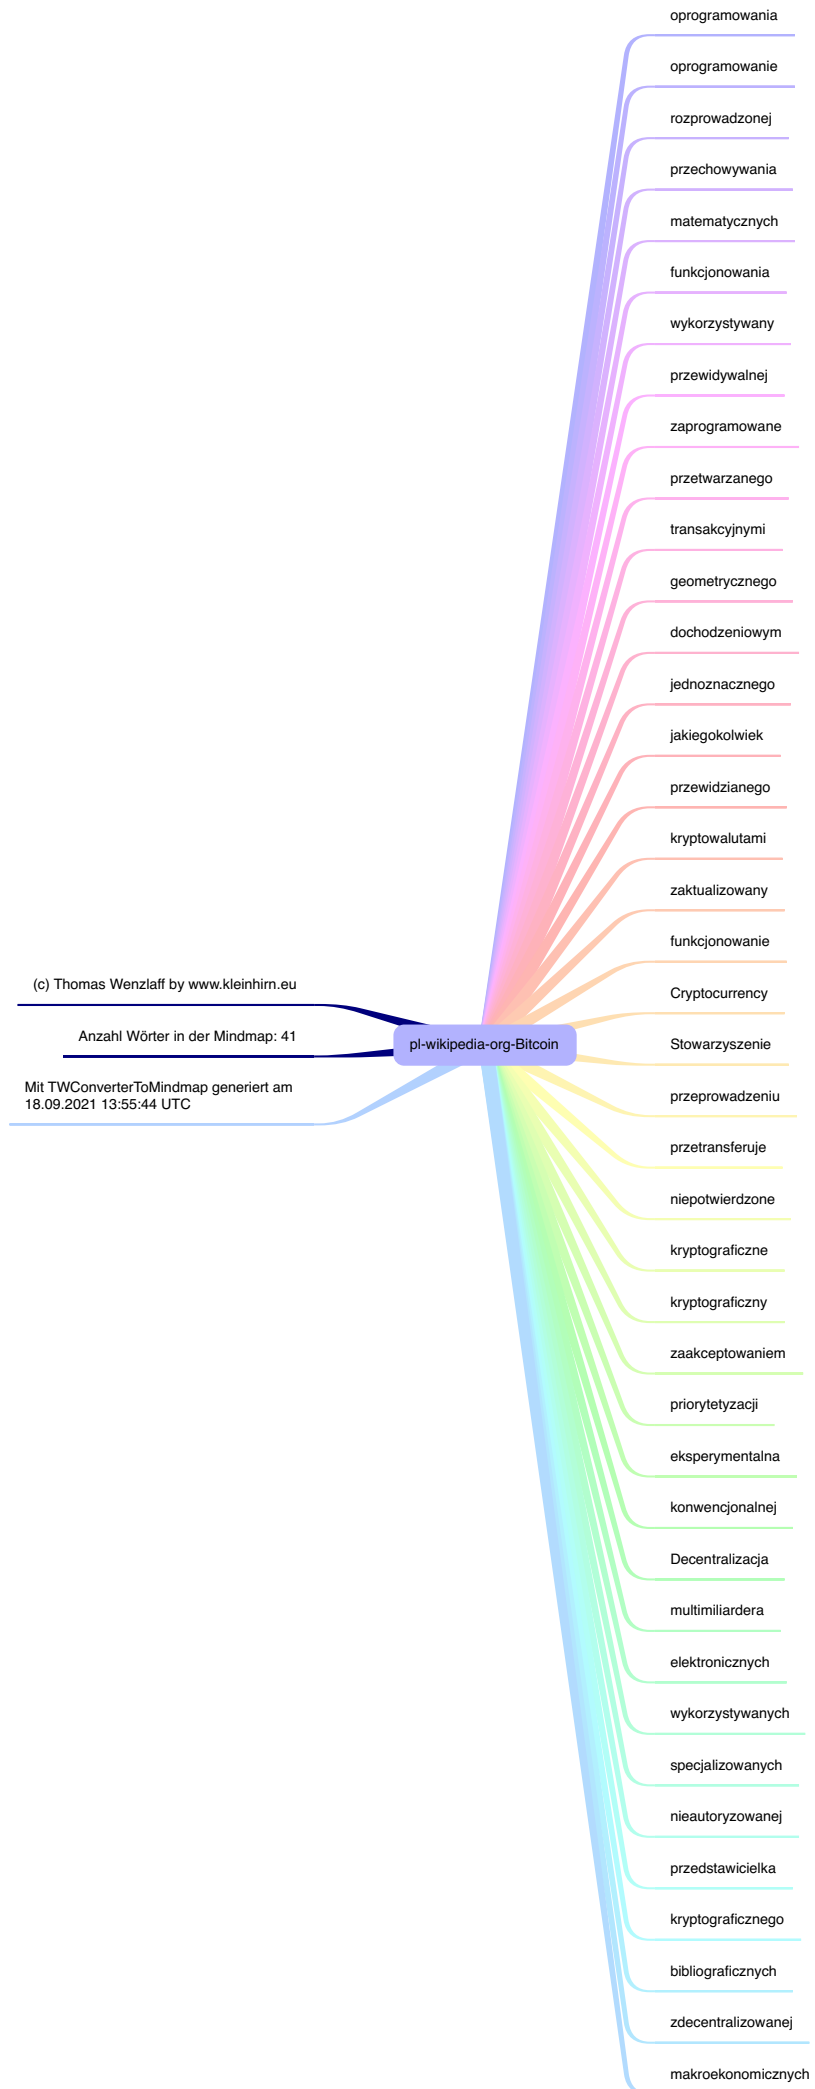 oprogramowania
oprogramowanie
rozprowadzonej
przechowywania
matematycznych
funkcjonowania
wykorzystywany
przewidywalnej
zaprogramowane
przetwarzanego
transakcyjnymi
geometrycznego
dochodzeniowym
jednoznacznego
jakiegokolwiek
przewidzianego
kryptowalutami
zaktualizowany
funkcjonowanie
Cryptocurrency
Stowarzyszenie
przeprowadzeniu
przetransferuje
niepotwierdzone
kryptograficzne
kryptograficzny
zaakceptowaniem
priorytetyzacji
eksperymentalna
konwencjonalnej
Decentralizacja
multimiliardera
elektronicznych
wykorzystywanych
specjalizowanych
nieautoryzowanej
przedstawicielka
kryptograficznego
bibliograficznych
zdecentralizowanej
makroekonomicznych
(c) Thomas Wenzlaff by www.kleinhirn.eu
Anzahl Wörter in der Mindmap: 41
Mit TWConverterToMindmap generiert am
18.09.2021 13:55:44 UTC
pl-wikipedia-org-Bitcoin